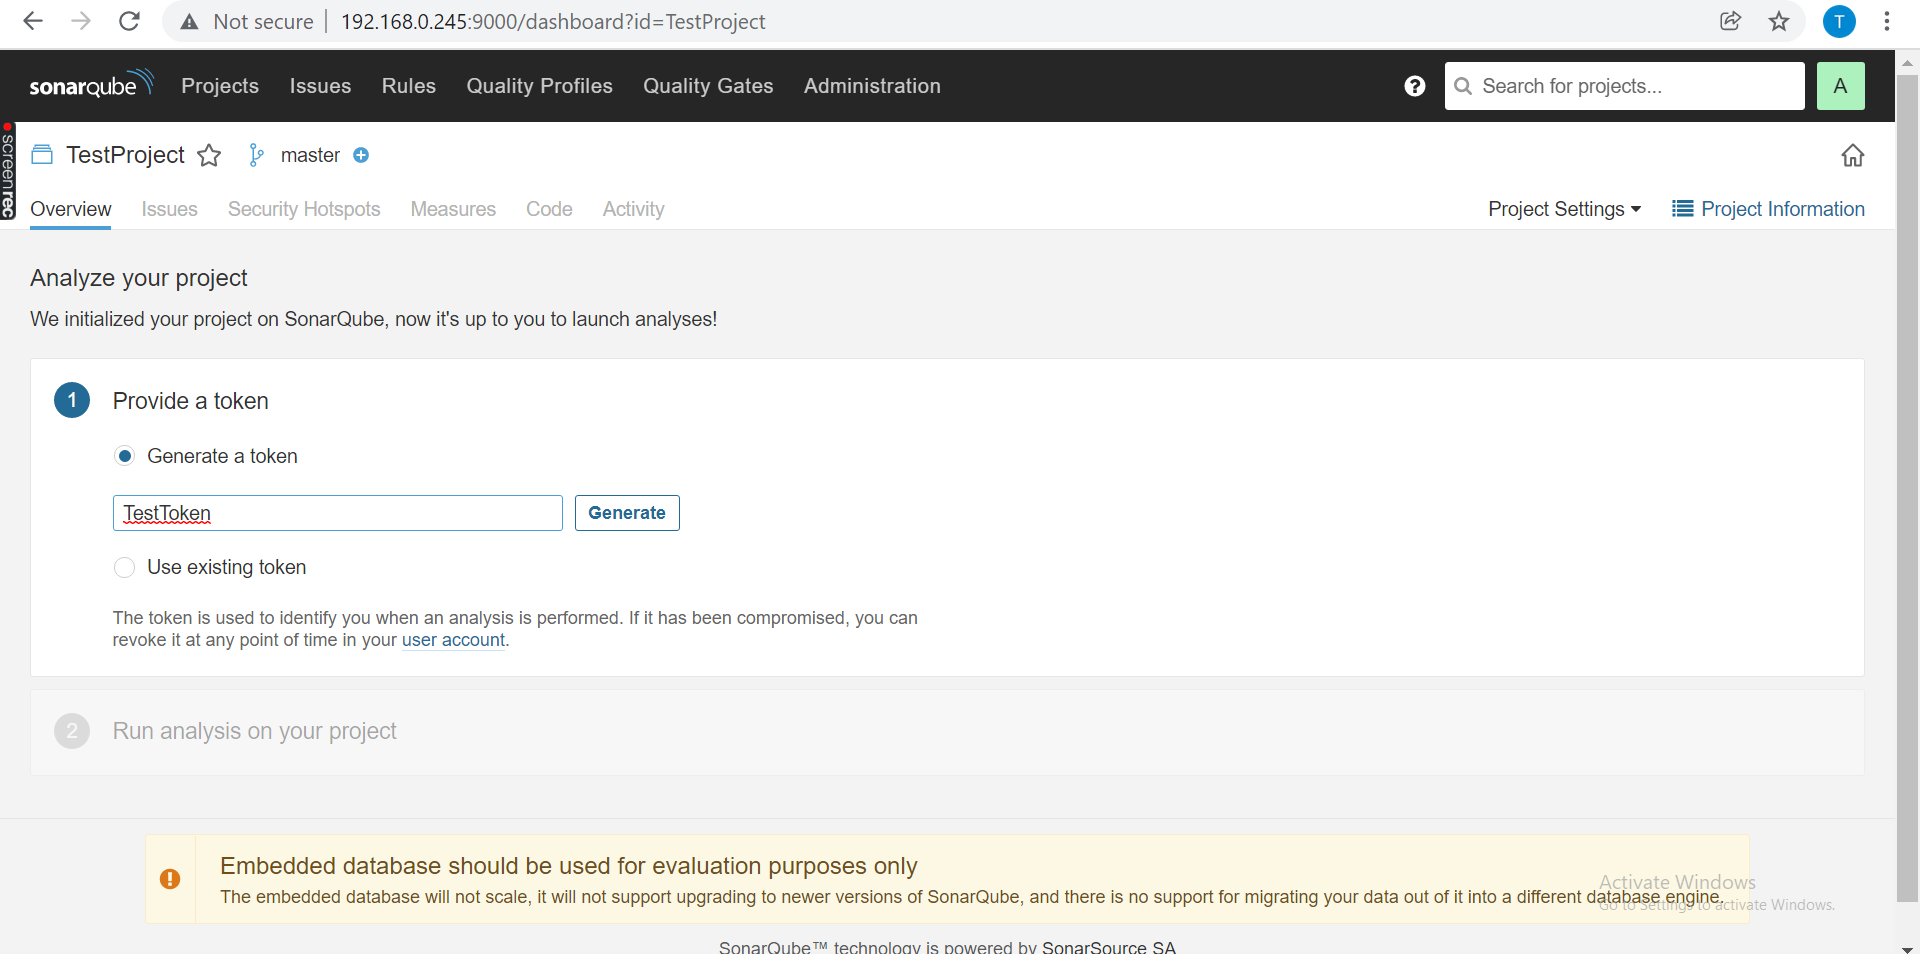 Not secure 192.168.0.245:9000/dashboard?id=TestProject T
sonarqube Projects Issues Rules Quality Profiles Quality Gates Administration ? Search for projects... A
screenrec
TestProject master
Overview Issues Security Hotspots Measures Code Activity Project Settings Project Information
Analyze your project
We initialized your project on SonarQube, now it's up to you to launch analyses!
1 Provide a token
Generate a token
TestToken Generate
Use existing token
The token is used to identify you when an analysis is performed. If it has been compromised, you can
revoke it at any point of time in your user account.
2 Run analysis on your project
Embedded database should be used for evaluation purposes only
The embedded database will not scale, it will not support upgrading to newer versions of SonarQube, and there is no support for migrating your data out of it into a different database engine.
Activate Windows
Go to Settings to activate Windows.
SonarQube™ technology is powered by SonarSource SA